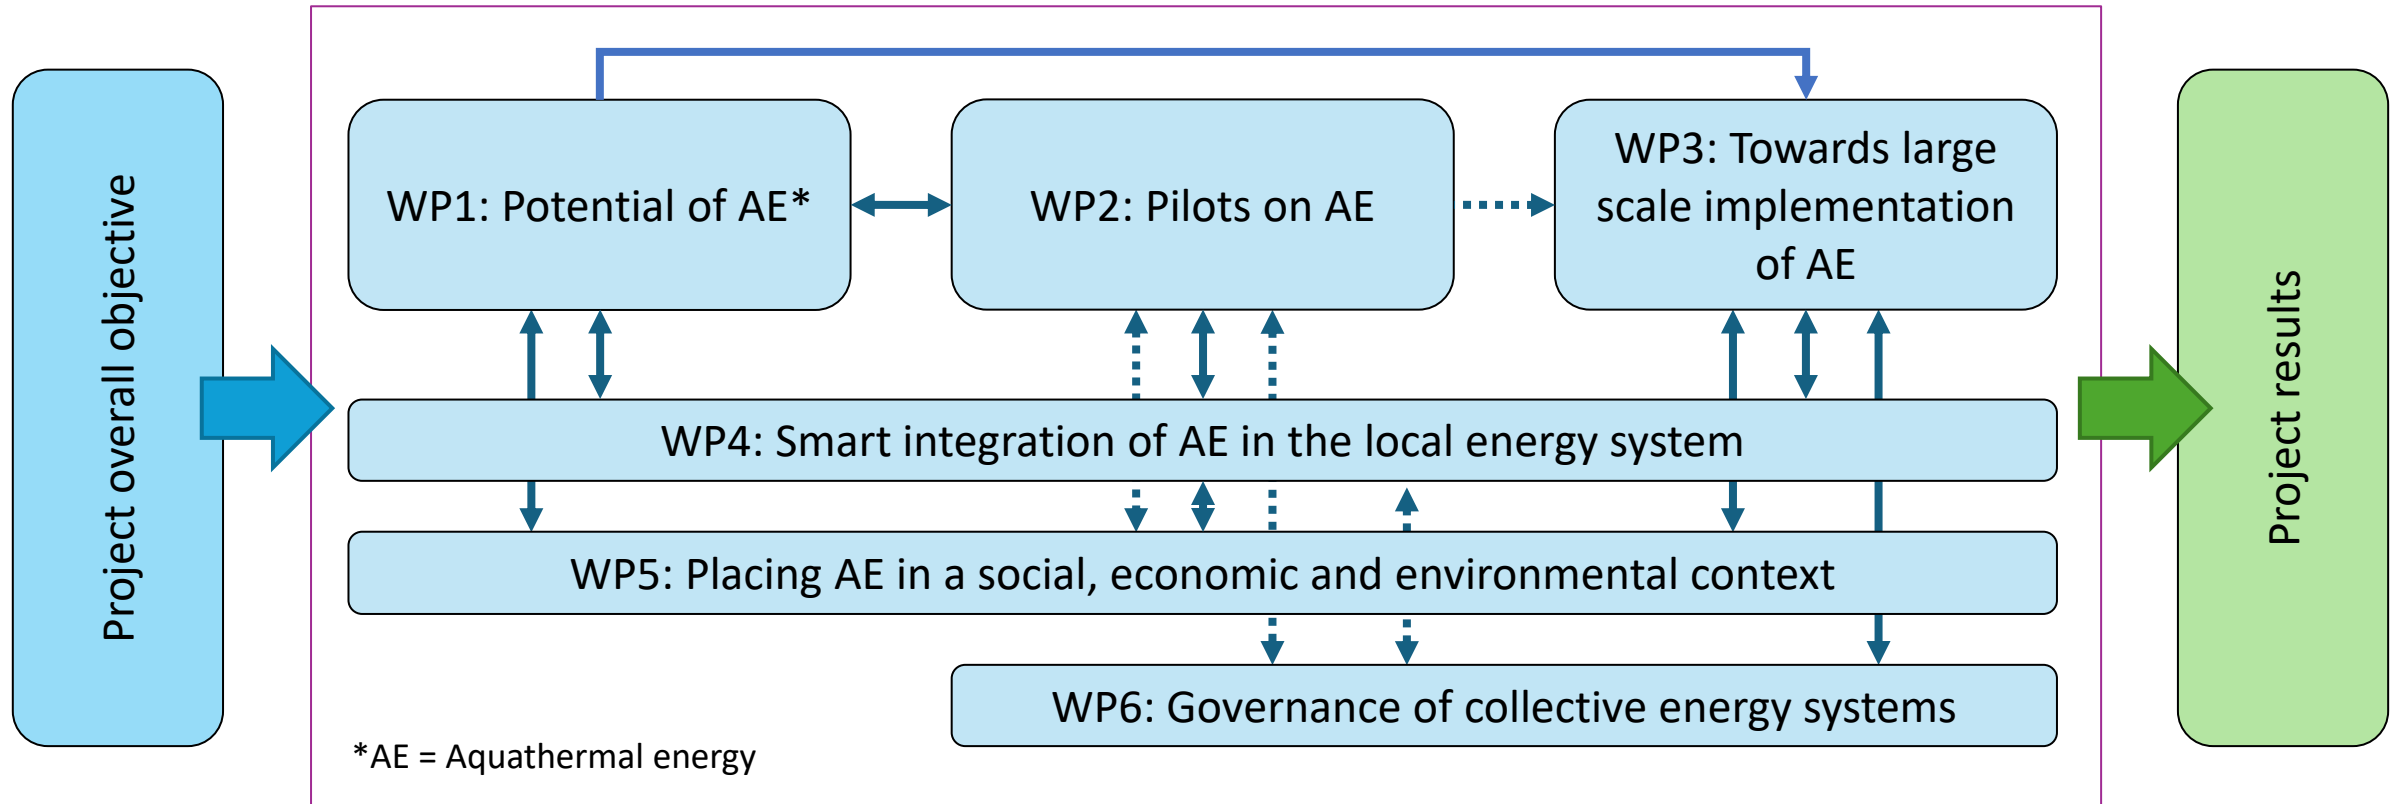 Project overall objective
WP1: Potential of AE*
WP2: Pilots on AE
WP3: Towards large
scale implementation
of AE
WP4: Smart integration of AE in the local energy system
WP5: Placing AE in a social, economic and environmental context
WP6: Governance of collective energy systems
*AE = Aquathermal energy
Project results